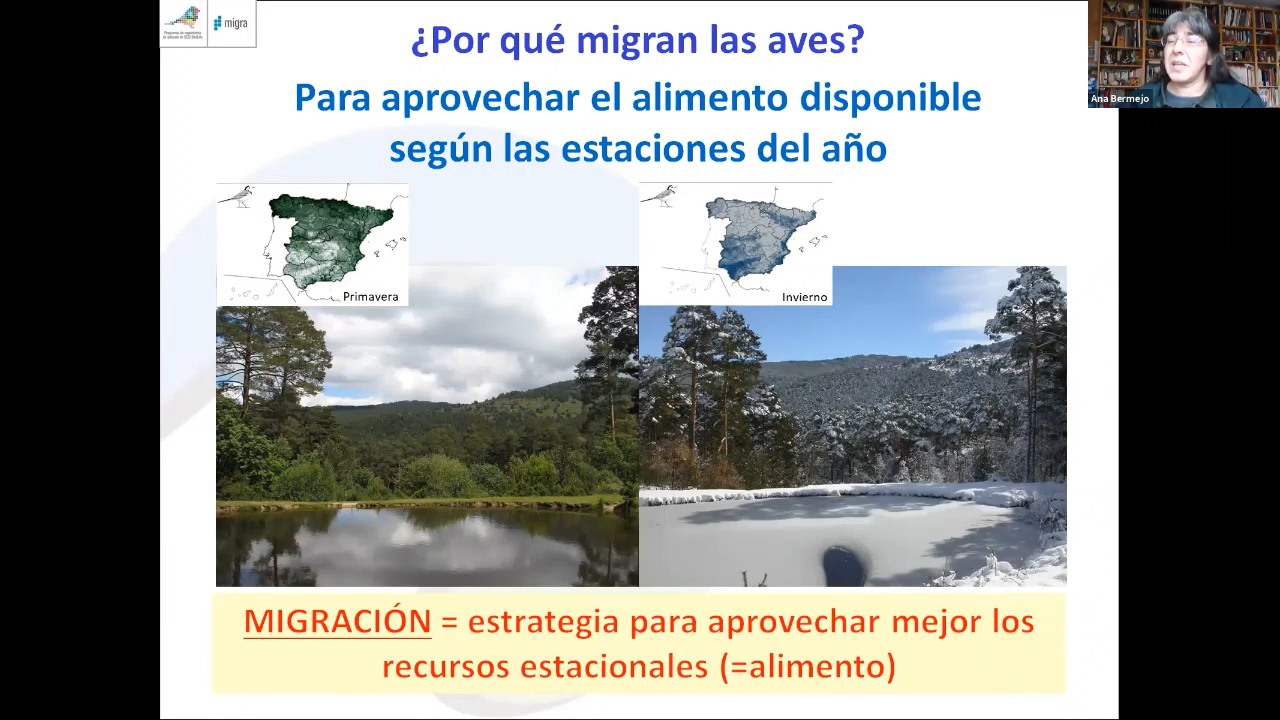 migra
¿Por qué migran las aves?
Para aprovechar el alimento disponible
según las estaciones del año
Ana Bermejo
Primavera
Invierno
MIGRACIÓN = estrategia para aprovechar mejor los
recursos estacionales (=alimento)